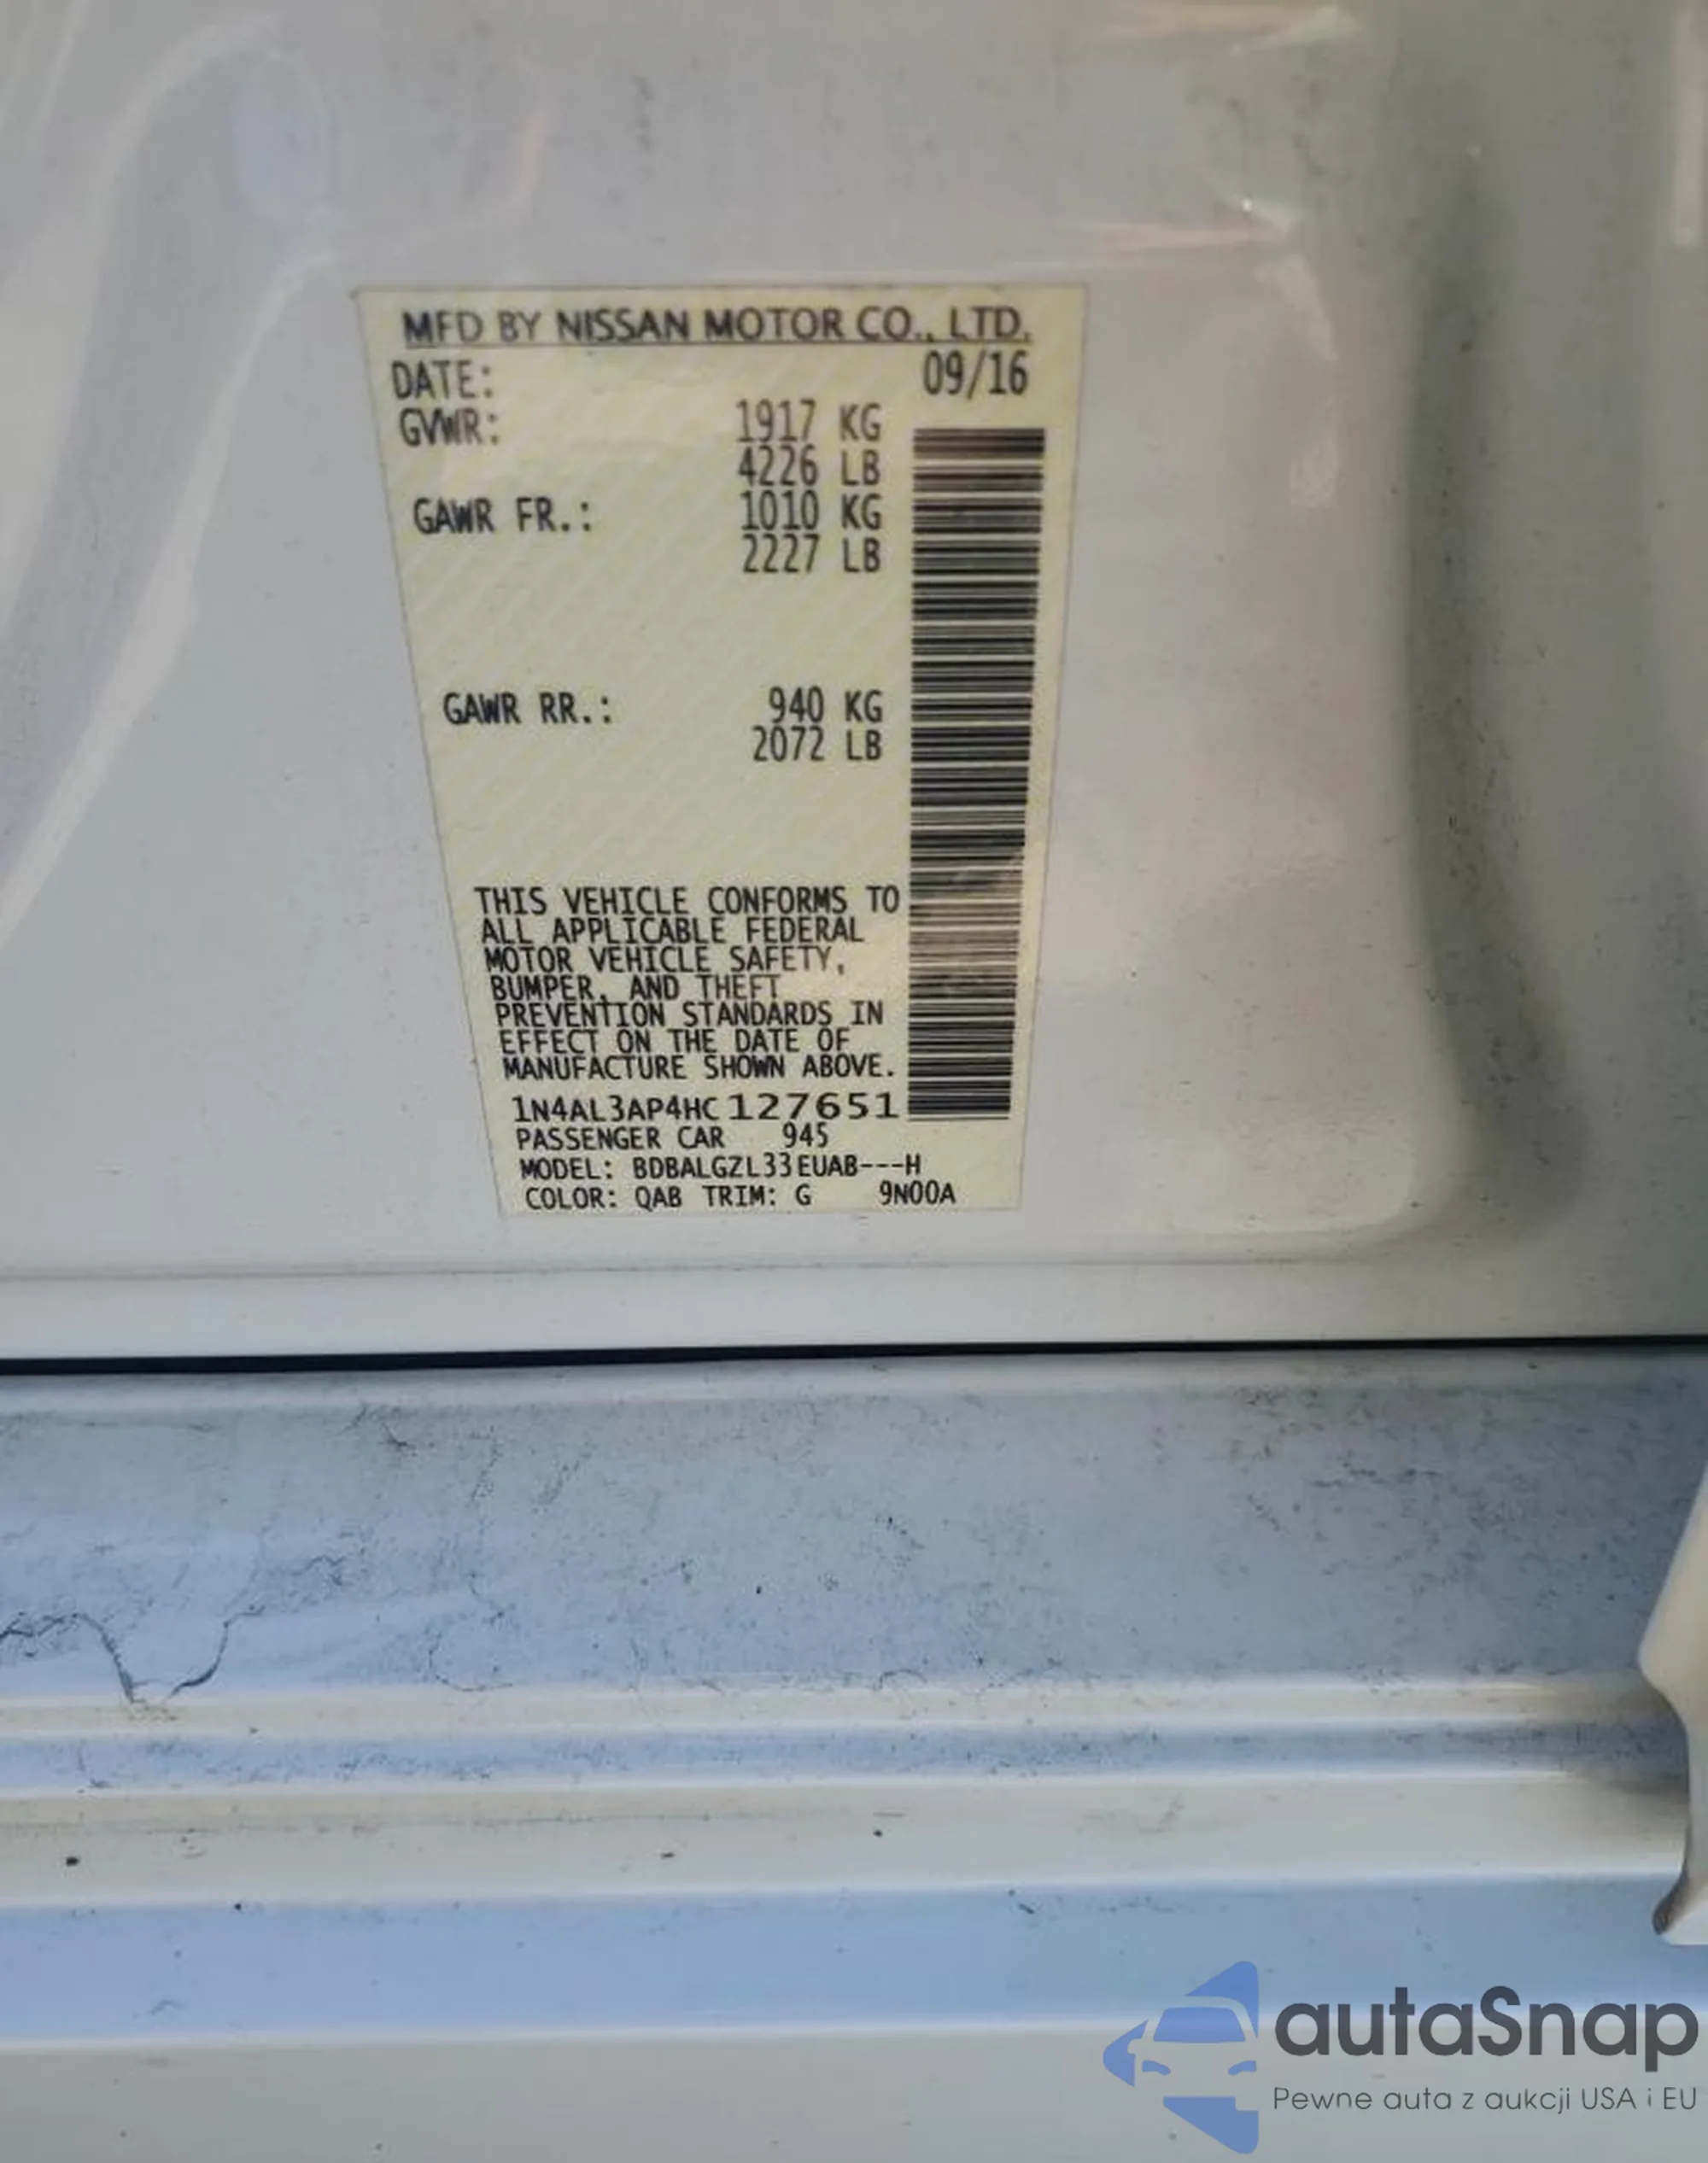 MFD BY NISSAN MOTOR CO., LTD.
DATE: 09/16
GVWR: 1917 KG
4226 LB
GAWR FR.: 1010 KG
2227 LB
GAWR RR.: 940 KG
2072 LB
THIS VEHICLE CONFORMS TO
ALL APPLICABLE FEDERAL
MOTOR VEHICLE SAFETY,
BUMPER, AND THEFT
PREVENTION STANDARDS IN
EFFECT ON THE DATE OF
MANUFACTURE SHOWN ABOVE.
1N4AL3AP4HC127651
PASSENGER CAR 945
MODEL: BDBALGZL33EUAB---H
COLOR: QAB TRIM: G 9N00A
autaSnap
Pewne auta z aukcji USA i EU